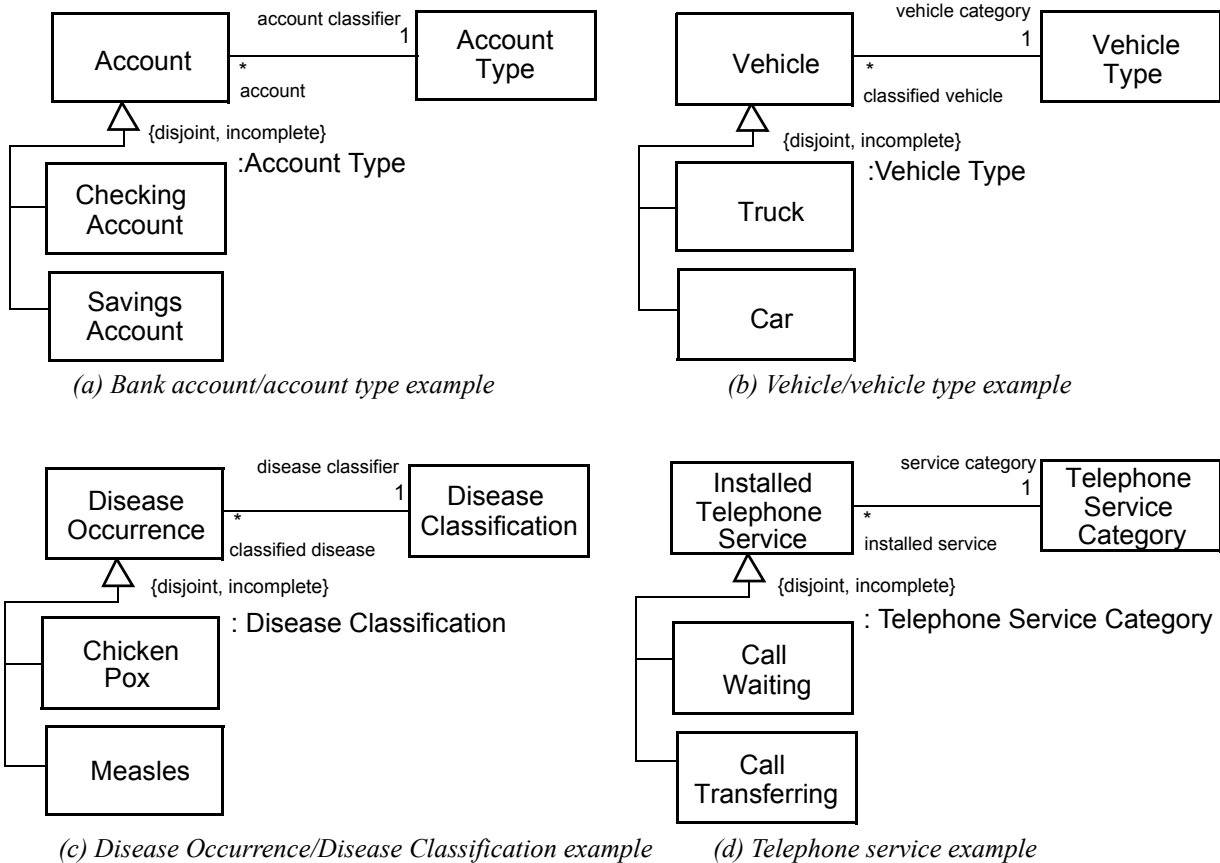 account classifier
1
Account
Account
Type
*
account
{disjoint, incomplete}
:Account Type
Checking
Account
Savings
Account
(a) Bank account/account type example
vehicle category
1
Vehicle
Vehicle
Type
*
classified vehicle
{disjoint, incomplete}
:Vehicle Type
Truck
Car
(b) Vehicle/vehicle type example
disease classifier
1
Disease
Occurrence
Disease
Classification
*
classified disease
{disjoint, incomplete}
: Disease Classification
Chicken
Pox
Measles
(c) Disease Occurrence/Disease Classification example
service category
1
Installed
Telephone
Service
Telephone
Service
Category
*
installed service
{disjoint, incomplete}
: Telephone Service Category
Call
Waiting
Call
Transferring
(d) Telephone service example